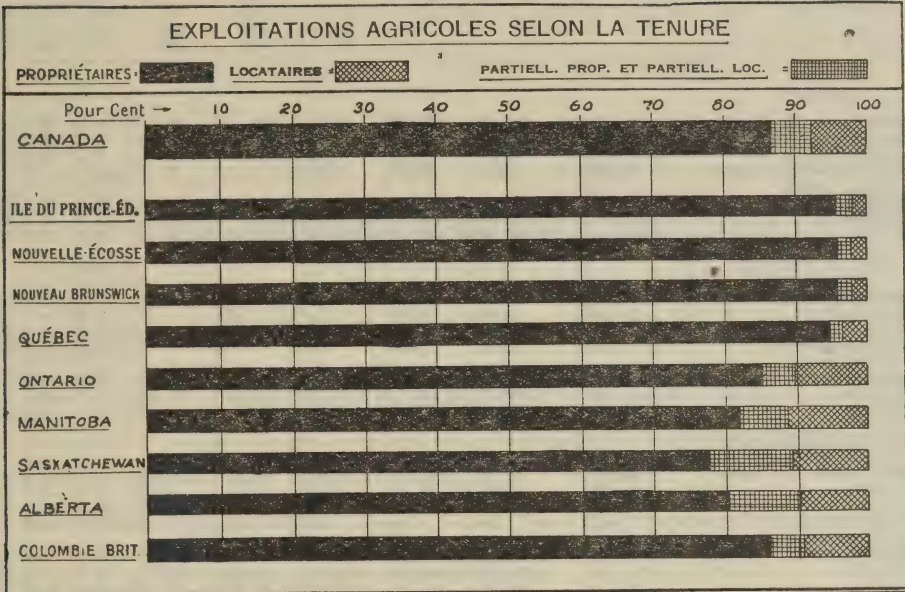 EXPLOITATIONS AGRICOLES SELON LA TENURE
PROPRIÉTAIRES= LOCATAIRES = PARTIELL. PROP. ET PARTIELL. LOC. =
Pour Cent → 10 20 30 40 50 60 70 80 90 100
CANADA
ILE DU PRINCE-ÉD.
NOUVELLE-ÉCOSSE
NOUVEAU BRUNSWICK
QUÉBEC
ONTARIO
MANITOBA
SASKATCHEWAN
ALBÈRTA
COLOMBIE BRIT.